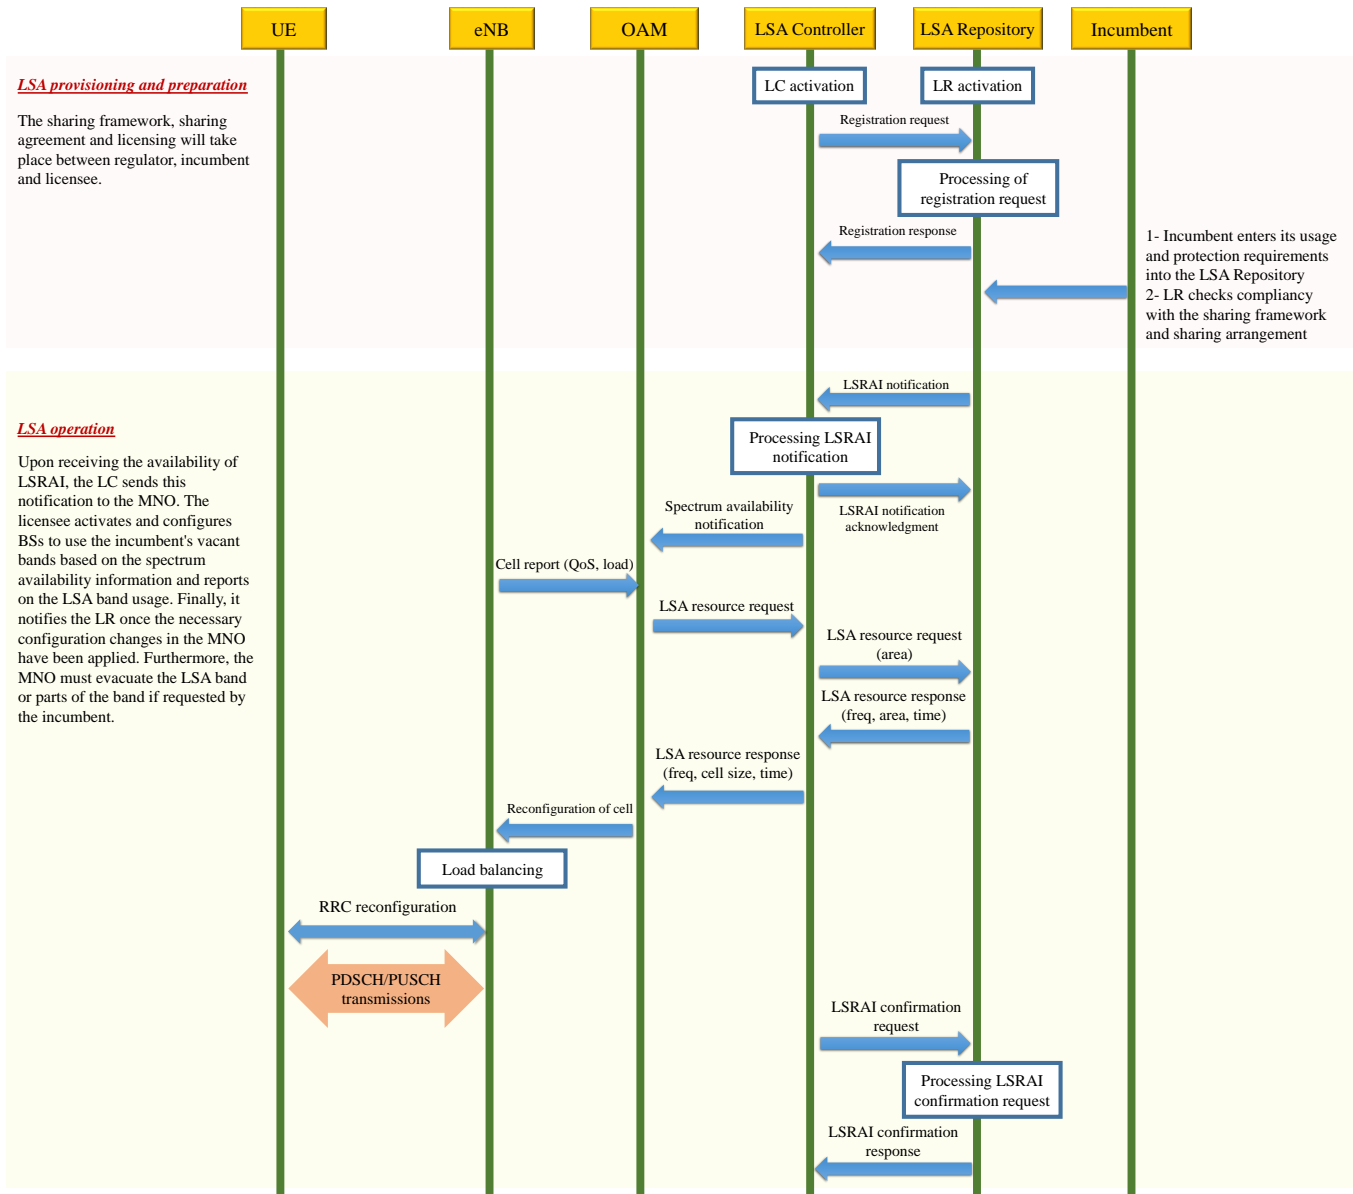 UE
eNB
OAM
LSA Controller
LSA Repository
Incumbent
LSA provisioning and preparation
The sharing framework, sharing
agreement and licensing will take
place between regulator, incumbent
and licensee.
LC activation
LR activation
Registration request
Processing of
registration request
Registration response
1- Incumbent enters its usage
and protection requirements
into the LSA Repository
2- LR checks compliancy
with the sharing framework
and sharing arrangement
LSA operation
Upon receiving the availability of
LSRAI, the LC sends this
notification to the MNO. The
licensee activates and configures
BSs to use the incumbent's vacant
bands based on the spectrum
availability information and reports
on the LSA band usage. Finally, it
notifies the LR once the necessary
configuration changes in the MNO
have been applied. Furthermore, the
MNO must evacuate the LSA band
or parts of the band if requested by
the incumbent.
LSRAI notification
Processing LSRAI
notification
LSRAI notification
acknowledgment
Spectrum availability
notification
Cell report (QoS, load)
LSA resource request
LSA resource request
(area)
LSA resource response
(freq, area, time)
LSA resource response
(freq, cell size, time)
Reconfiguration of cell
Load balancing
RRC reconfiguration
PDSCH/PUSCH
transmissions
LSRAI confirmation
request
Processing LSRAI
confirmation request
LSRAI confirmation
response